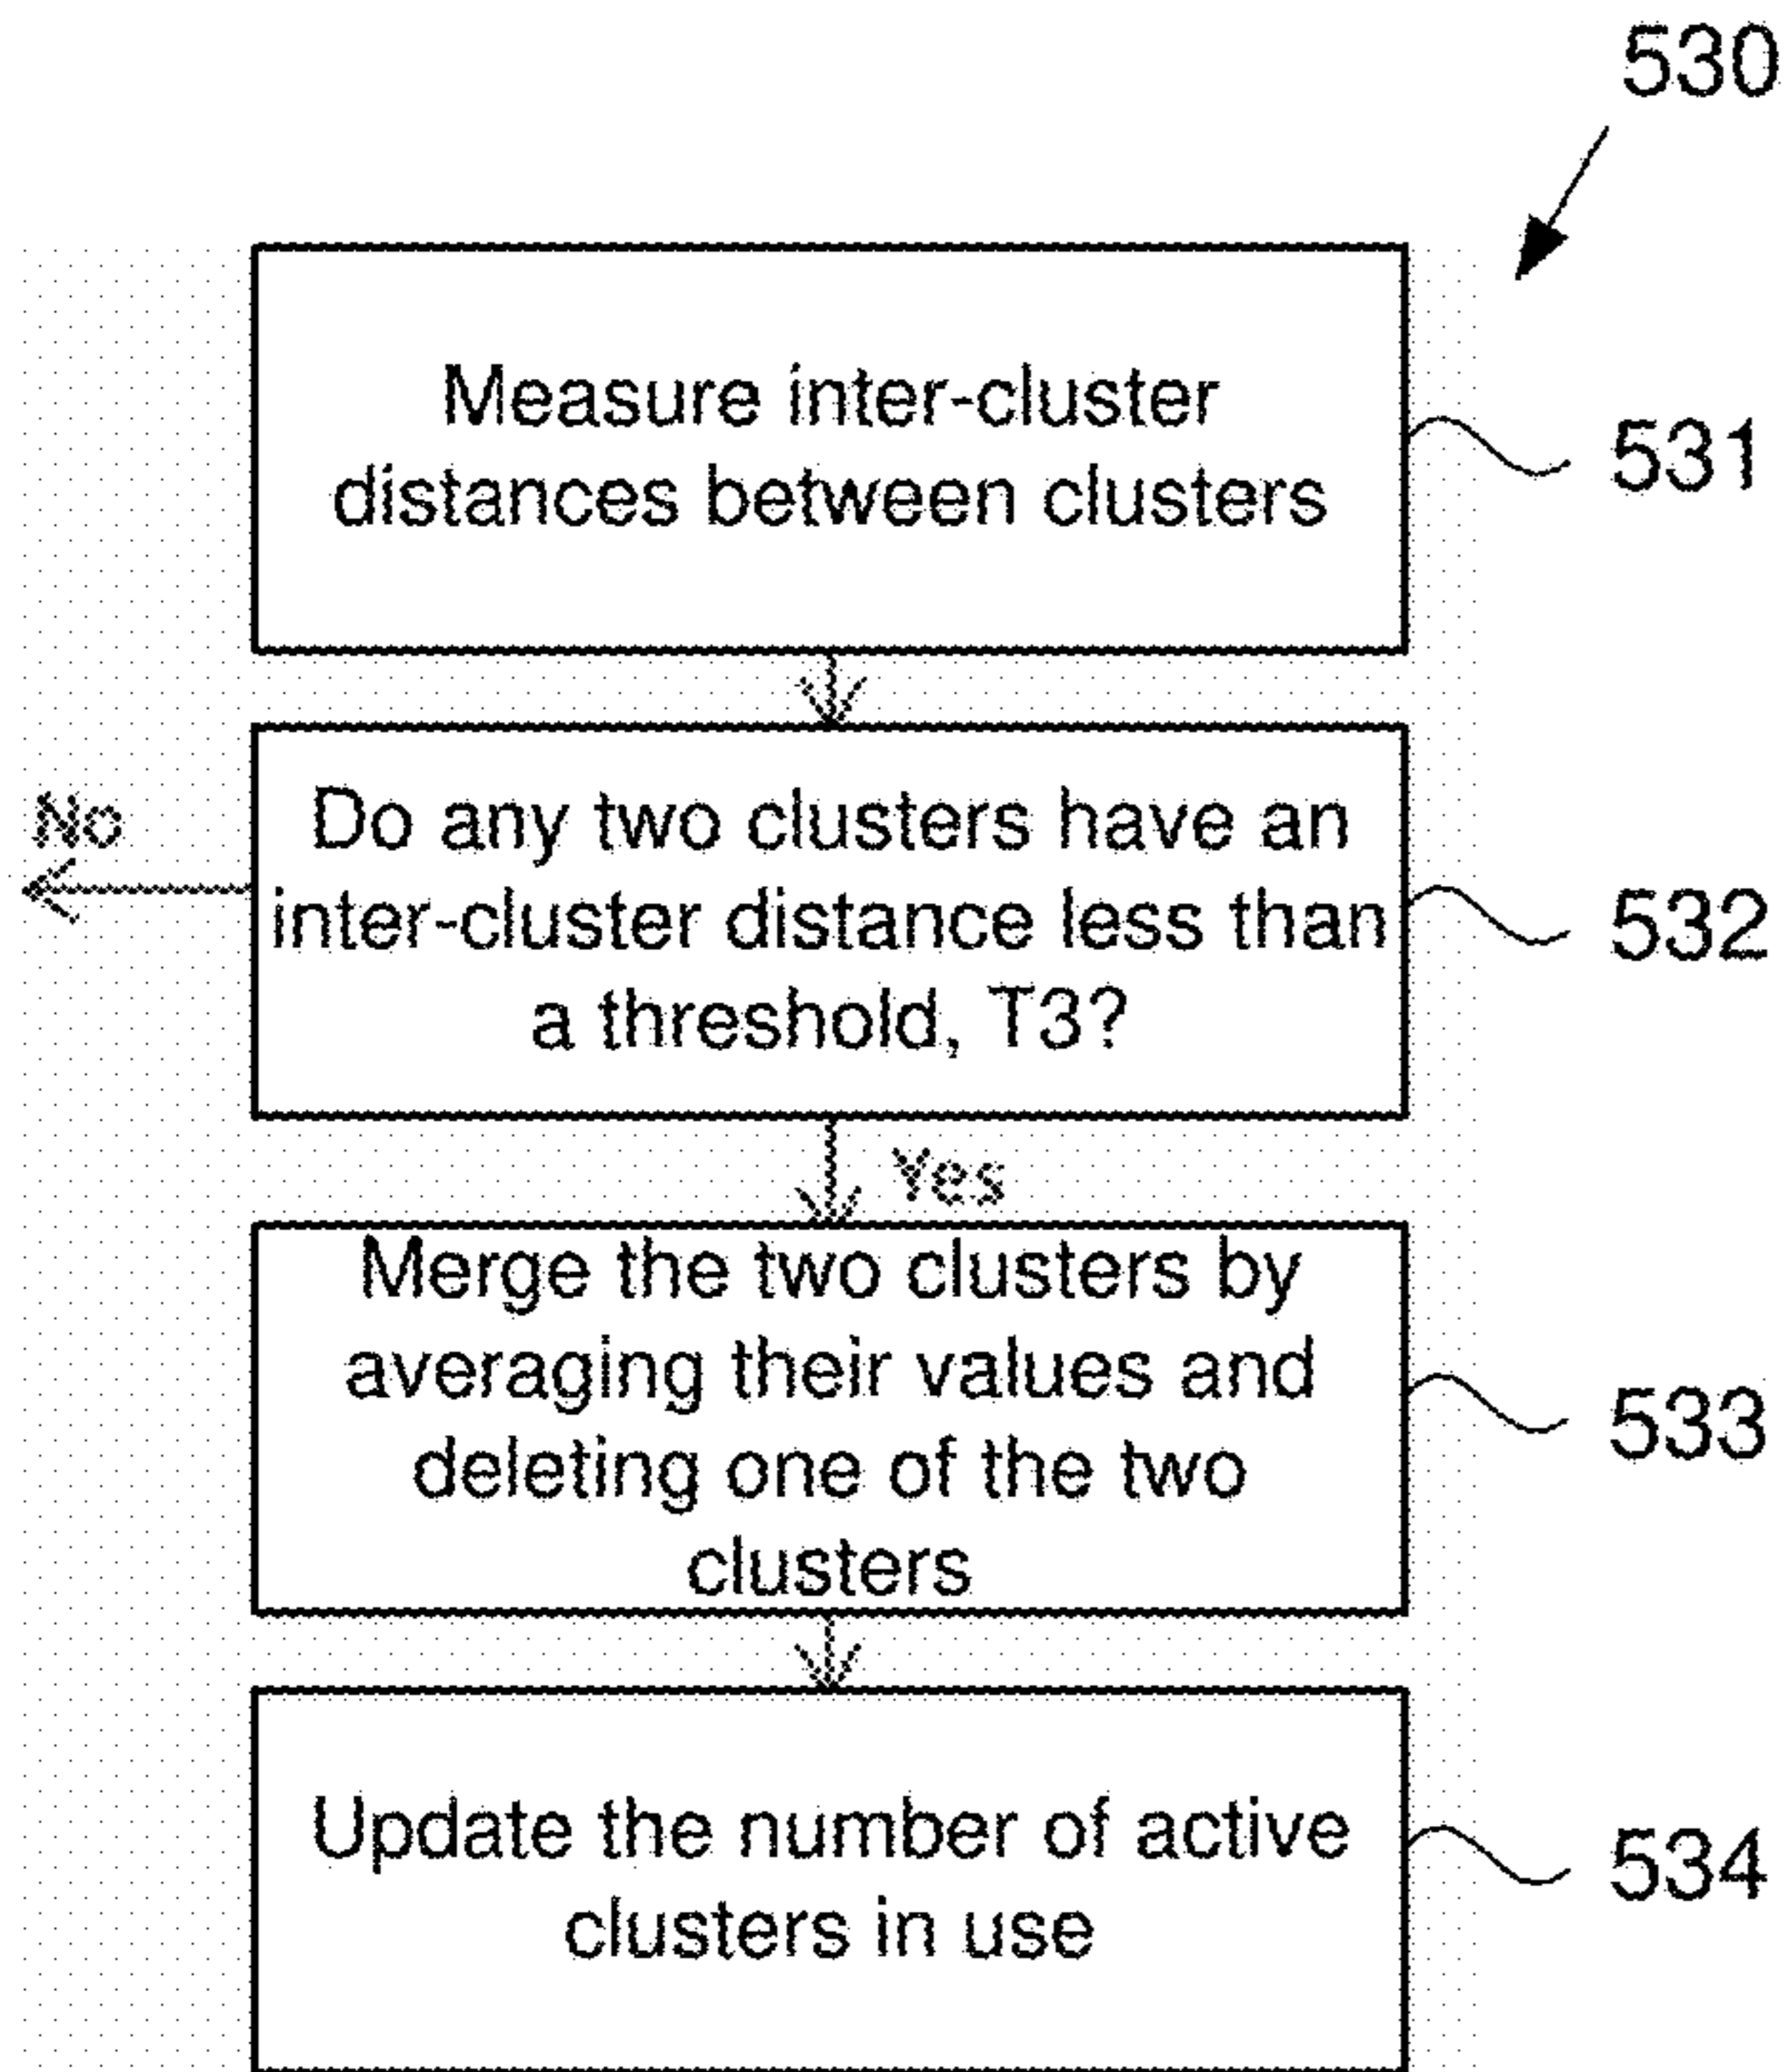 530
Measure inter-cluster
distances between clusters
531
No
Do any two clusters have an
inter-cluster distance less than
a threshold, T3?
532
Yes
Merge the two clusters by
averaging their values and
deleting one of the two
clusters
533
Update the number of active
clusters in use
534